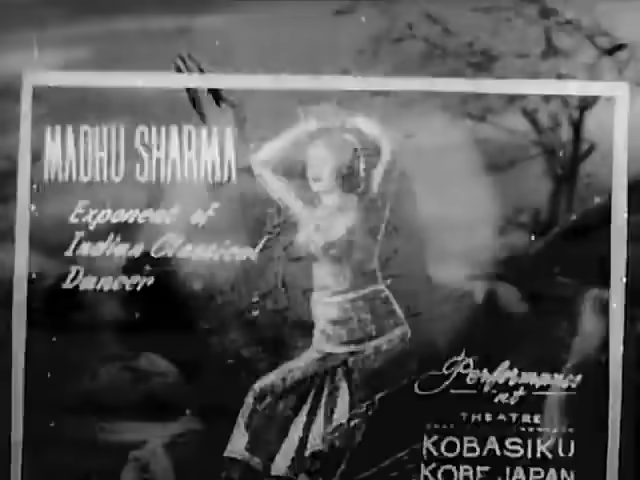 MADHU SHARMA
Exponent of
Indian Classical
Dancer
Performances
at
THEATRE
KOBASIKU
KOBE JAPAN